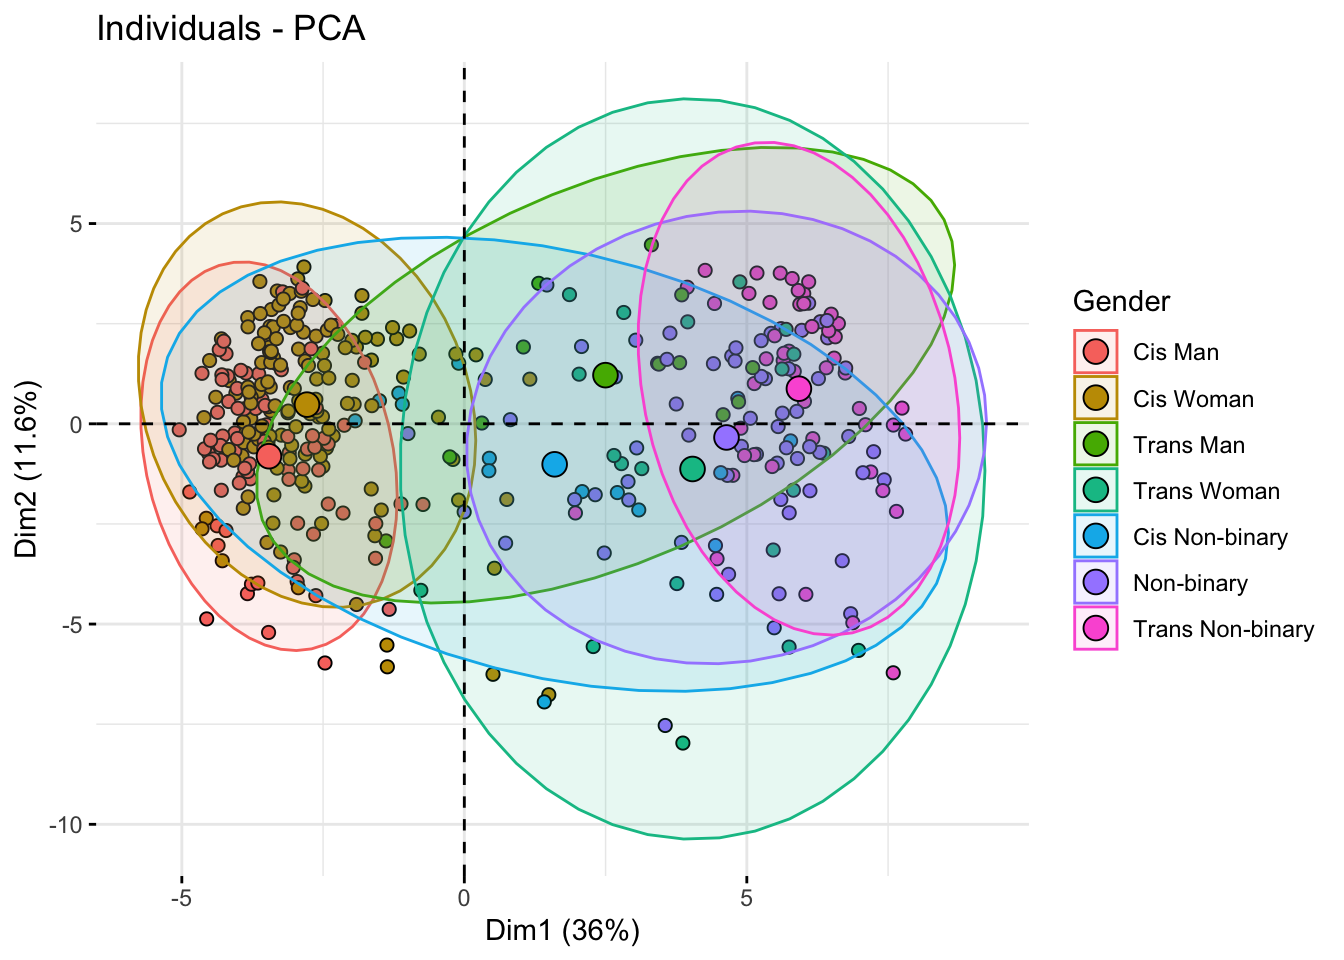 Individuals - PCA
5
0
-5
-10
Dim2 (11.6%)
-5
0
5
Dim1 (36%)
Gender
Cis Man
Cis Woman
Trans Man
Trans Woman
Cis Non-binary
Non-binary
Trans Non-binary